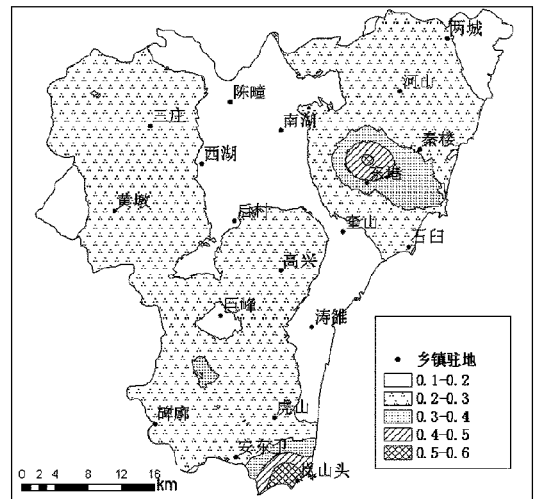 两城
河山
陈疃
三庄
南湖
秦楼
西湖
黄墩
后村
奎山
石臼
高兴
巨峰
涛雒
碑廓
虎山
安东卫
岚山头
乡镇驻地
0.1-0.2
0.2-0.3
0.3-0.4
0.4-0.5
0.5-0.6
0 2 4 8 12 16 km